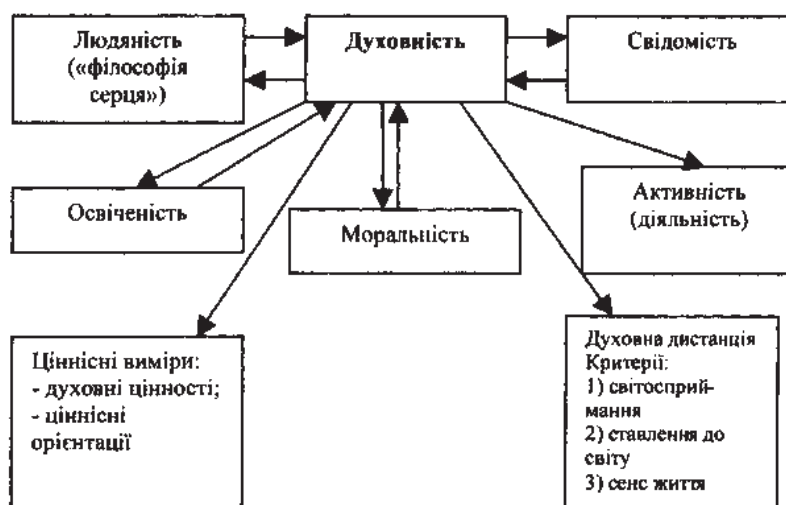 Людяність
(«філософія
серця»)
Духовність
Свідомість
Освіченість
Моральність
Активність
(діяльність)
Ціннісні виміри:
- духовні цінності;
- ціннісні
орієнтації
Духовна дистанція
Критерії:
1) світосприй-
мання
2) ставлення до
світу
3) сенс життя